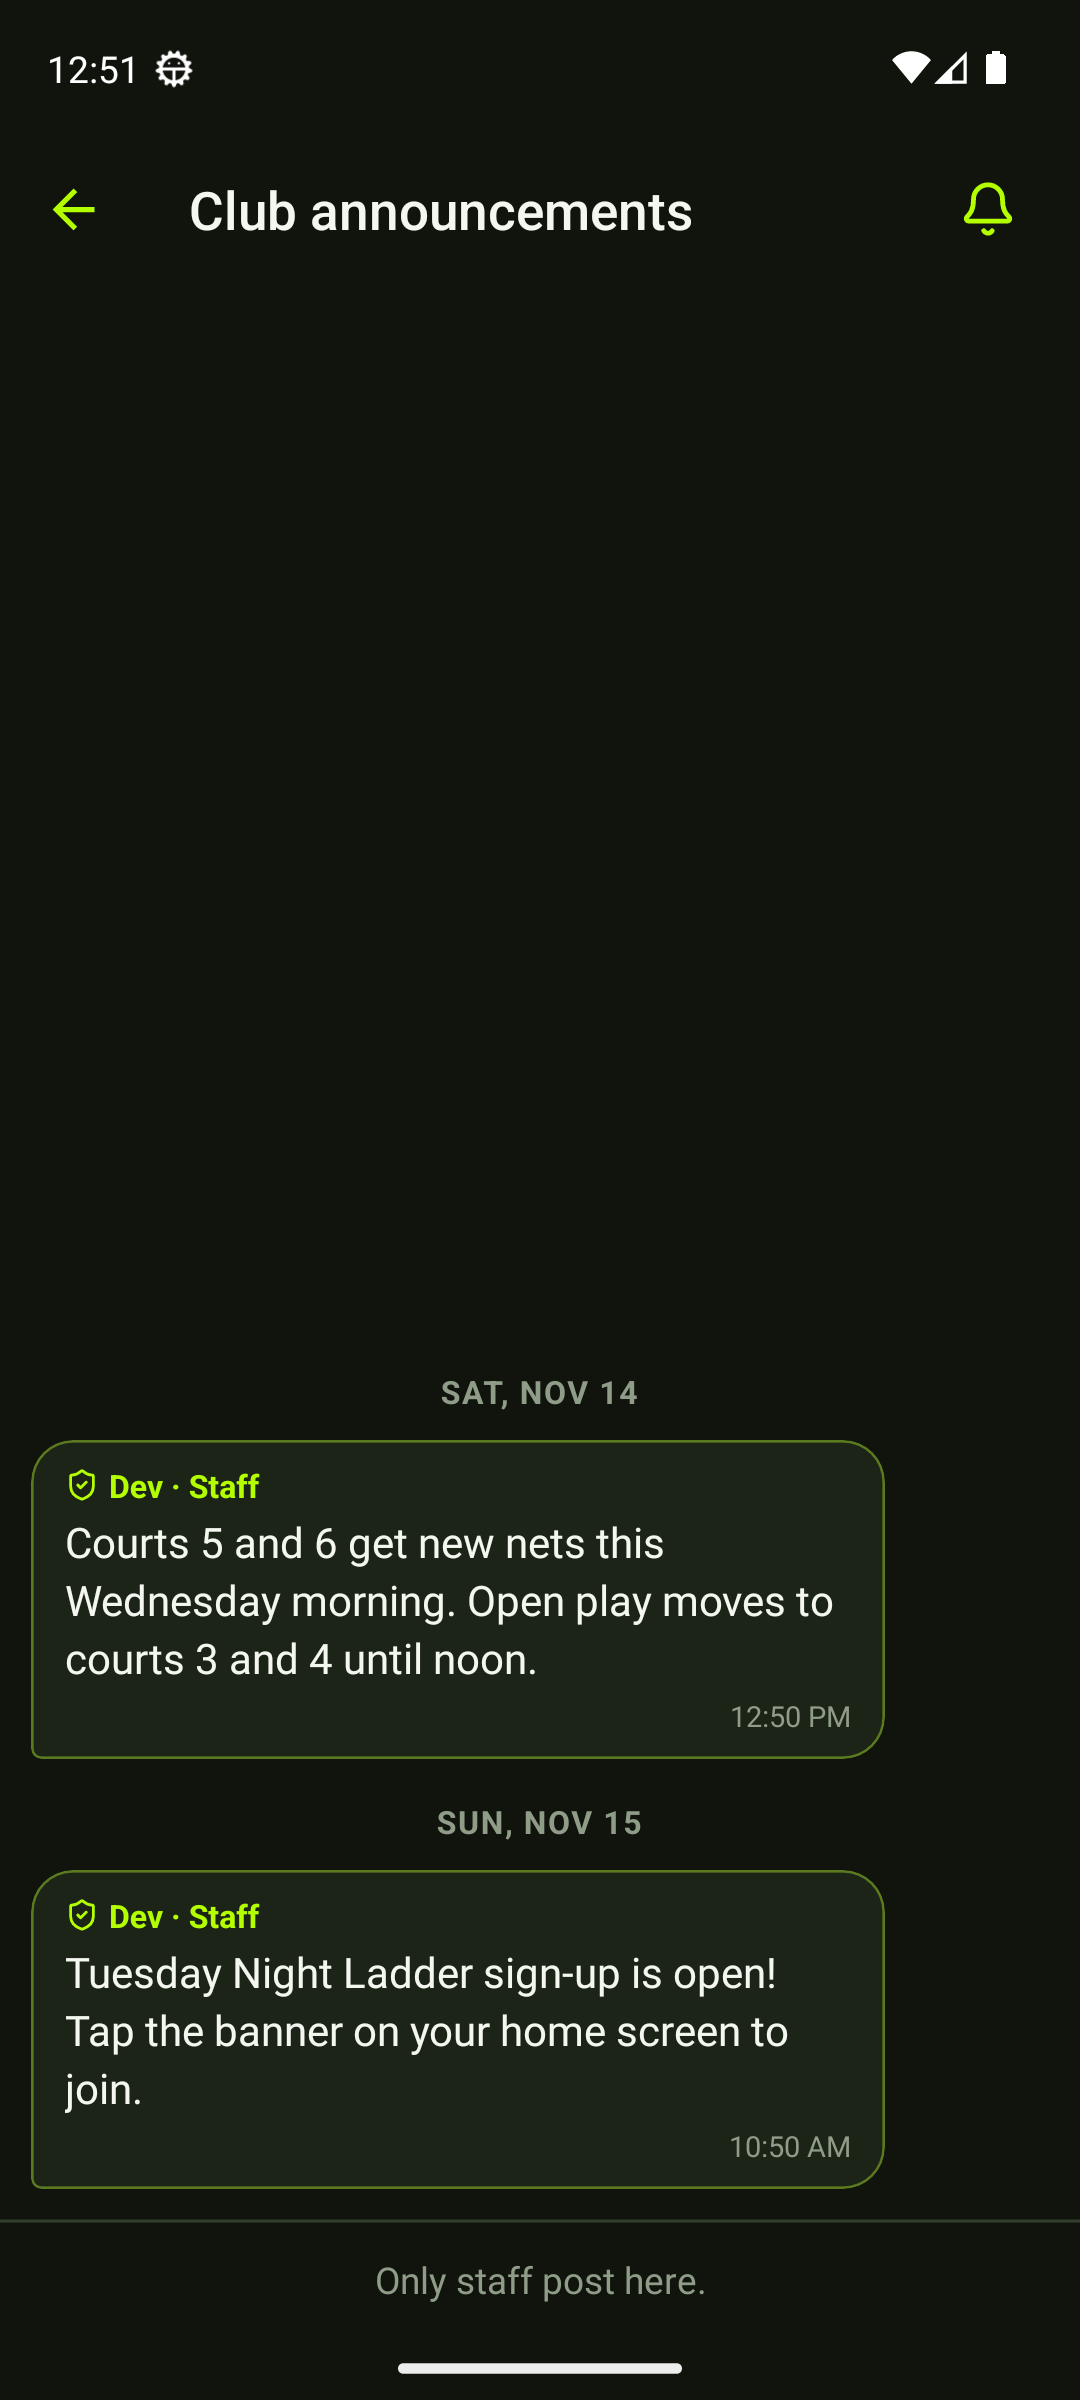 12:51
Club announcements
SAT, NOV 14
Dev · Staff
Courts 5 and 6 get new nets this
Wednesday morning. Open play moves to
courts 3 and 4 until noon.
12:50 PM
SUN, NOV 15
Dev · Staff
Tuesday Night Ladder sign-up is open!
Tap the banner on your home screen to
join.
10:50 AM
Only staff post here.